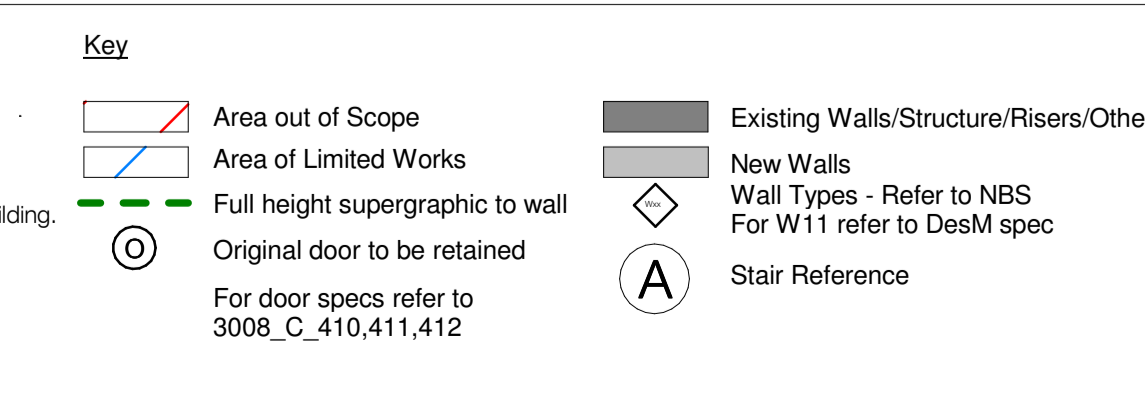 Key
Area out of Scope
Area of Limited Works
ilding.
Full height supergraphic to wall
O
Original door to be retained
For door specs refer to
3008_C_410,411,412
Existing Walls/Structure/Risers/Othe
New Walls
Wxx
Wall Types - Refer to NBS
For W11 refer to DesM spec
A
Stair Reference